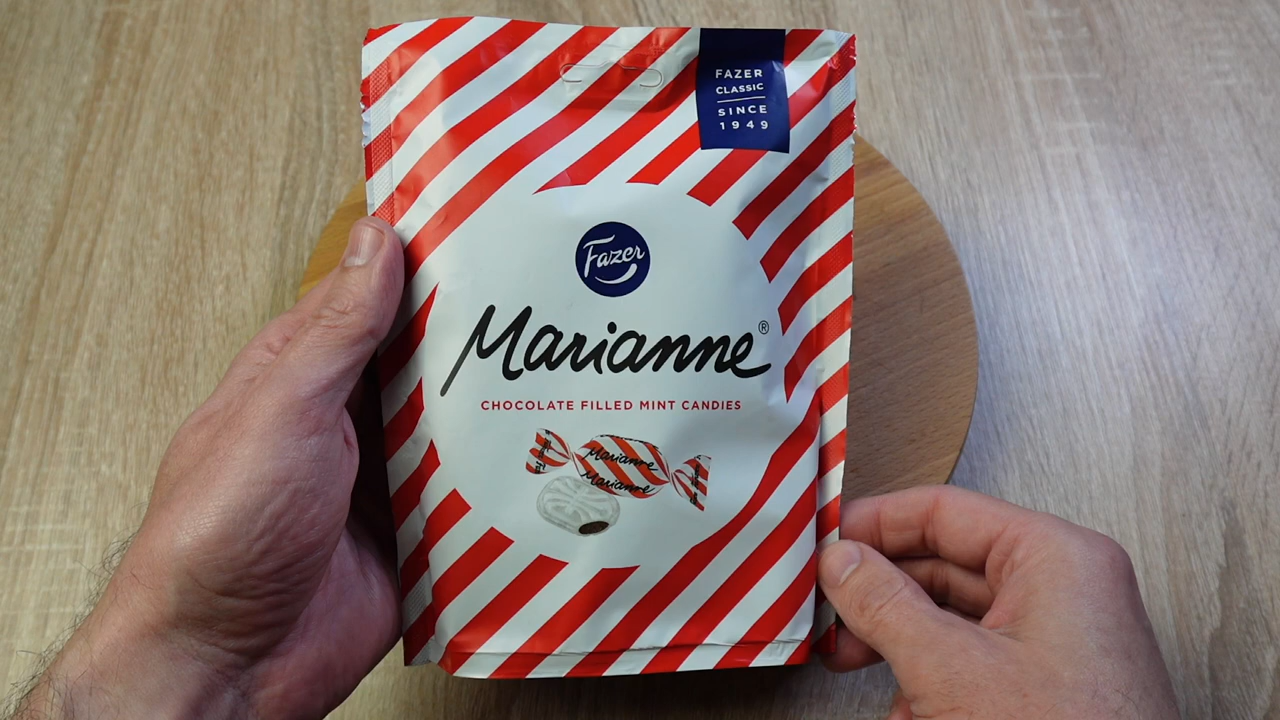 FAZER
CLASSIC
SINCE
1949
Fazer
Marianne®
CHOCOLATE FILLED MINT CANDIES
Marianne
Marianne